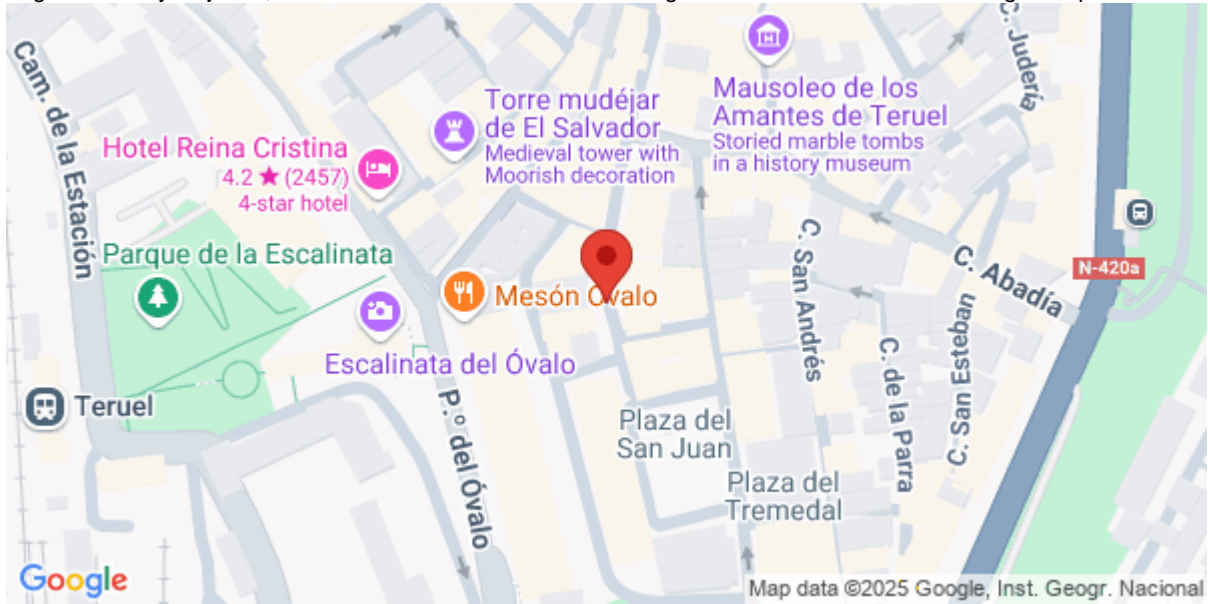 Cam. de la Estación
Hotel Reina Cristina
4.2 ★ (2457)
4-star hotel
Torre mudéjar
de El Salvador
Medieval tower with
Moorish decoration
Mausoleo de los
Amantes de Teruel
Storied marble tombs
in a history museum
C. Judería
Parque de la Escalinata
Mesón Óvalo
C. San Andrés
C. Abadía
N-420a
Escalinata del Óvalo
Teruel
P.º del Óvalo
Plaza del
San Juan
C. de la Parra
C. San Esteban
Plaza del
Tremedal
Google
Map data ©2025 Google, Inst. Geogr. Nacional